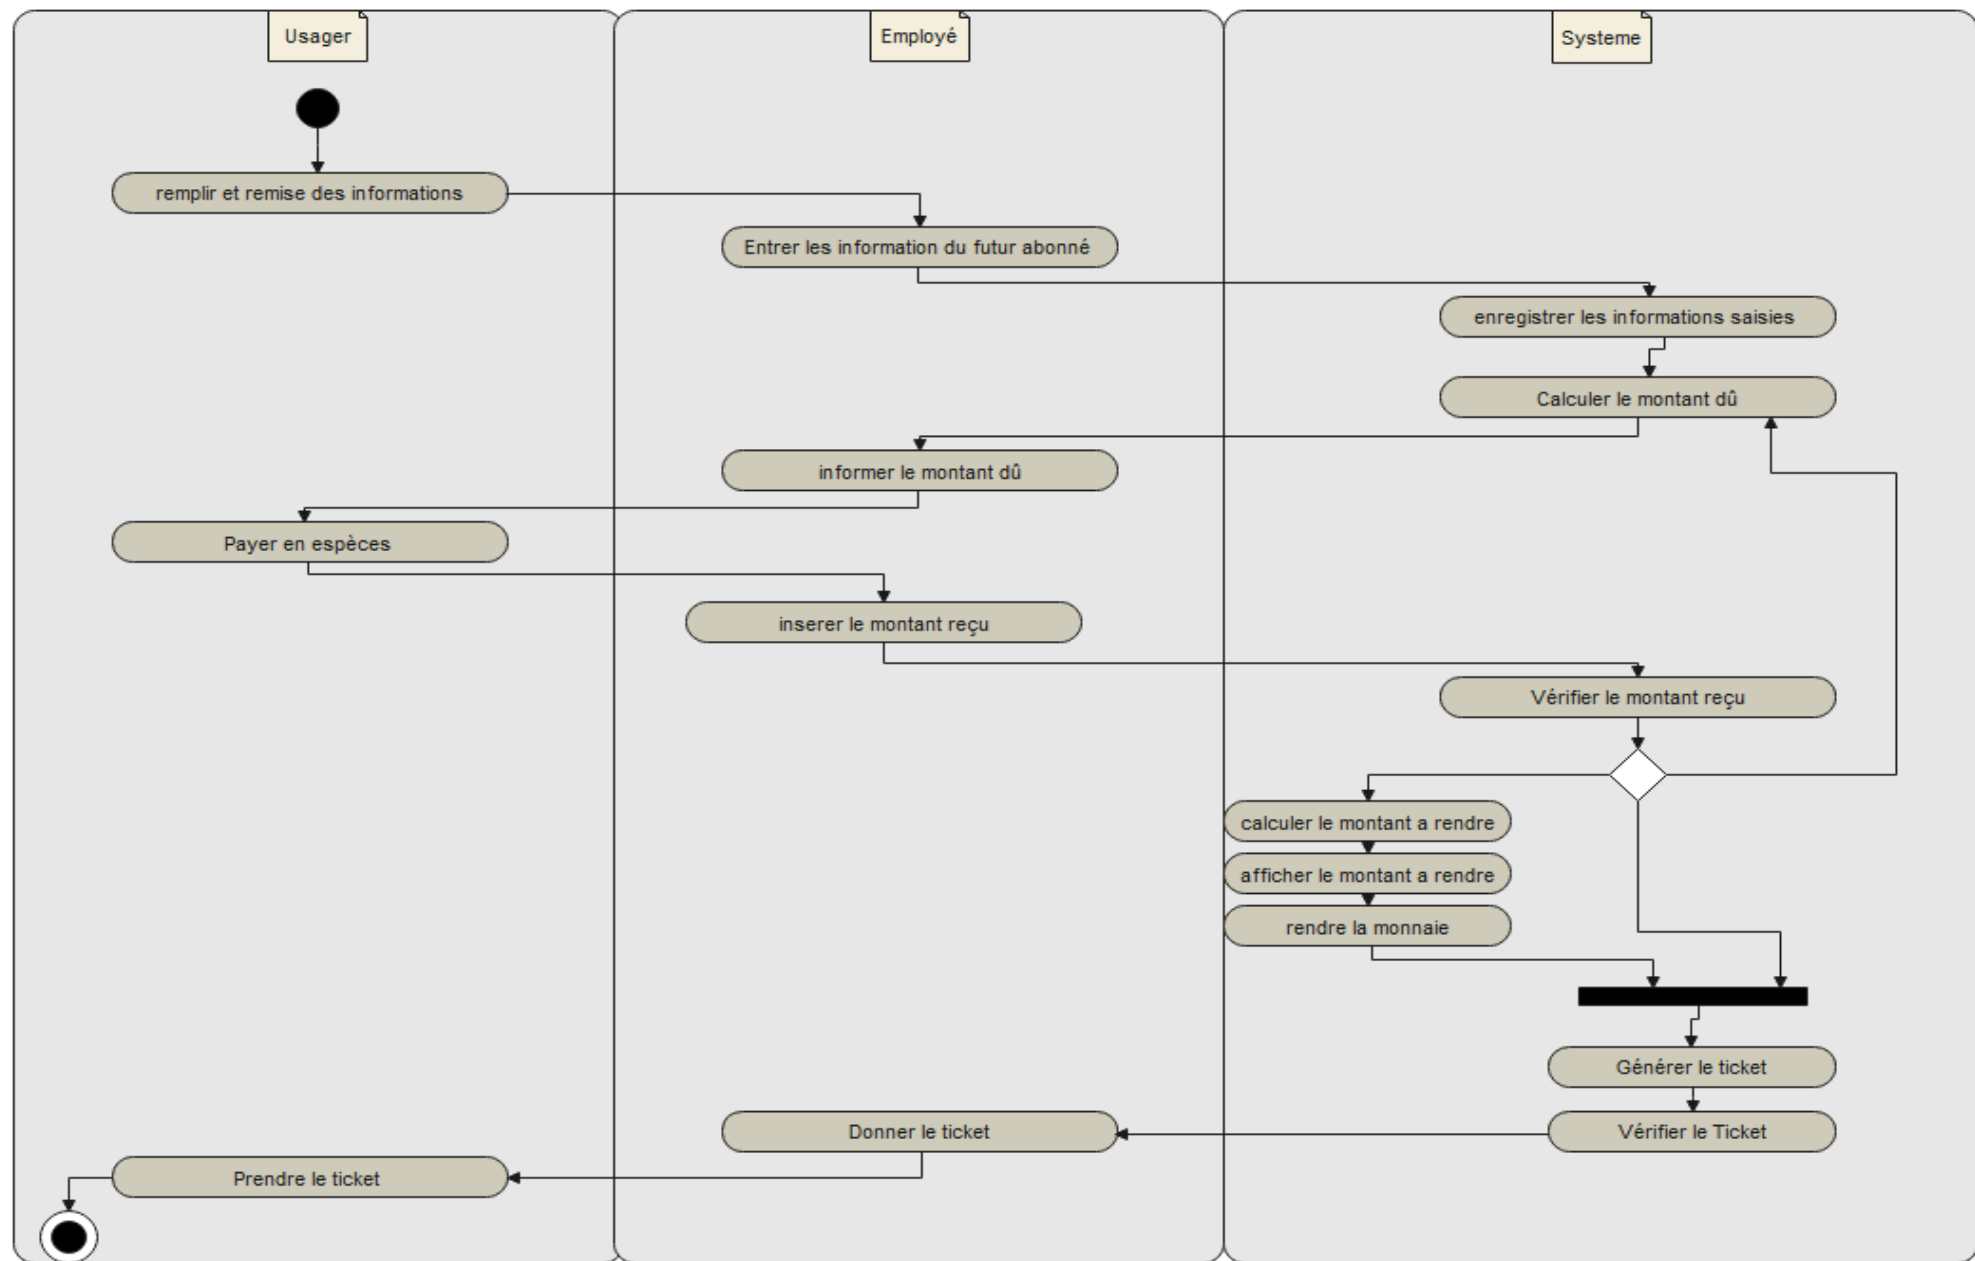 Usager
Employé
Systeme
remplir et remise des informations
Entrer les information du futur abonné
enregistrer les informations saisies
Calculer le montant dû
informer le montant dû
Payer en espèces
inserer le montant reçu
Vérifier le montant reçu
calculer le montant a rendre
afficher le montant a rendre
rendre la monnaie
Générer le ticket
Vérifier le Ticket
Donner le ticket
Prendre le ticket